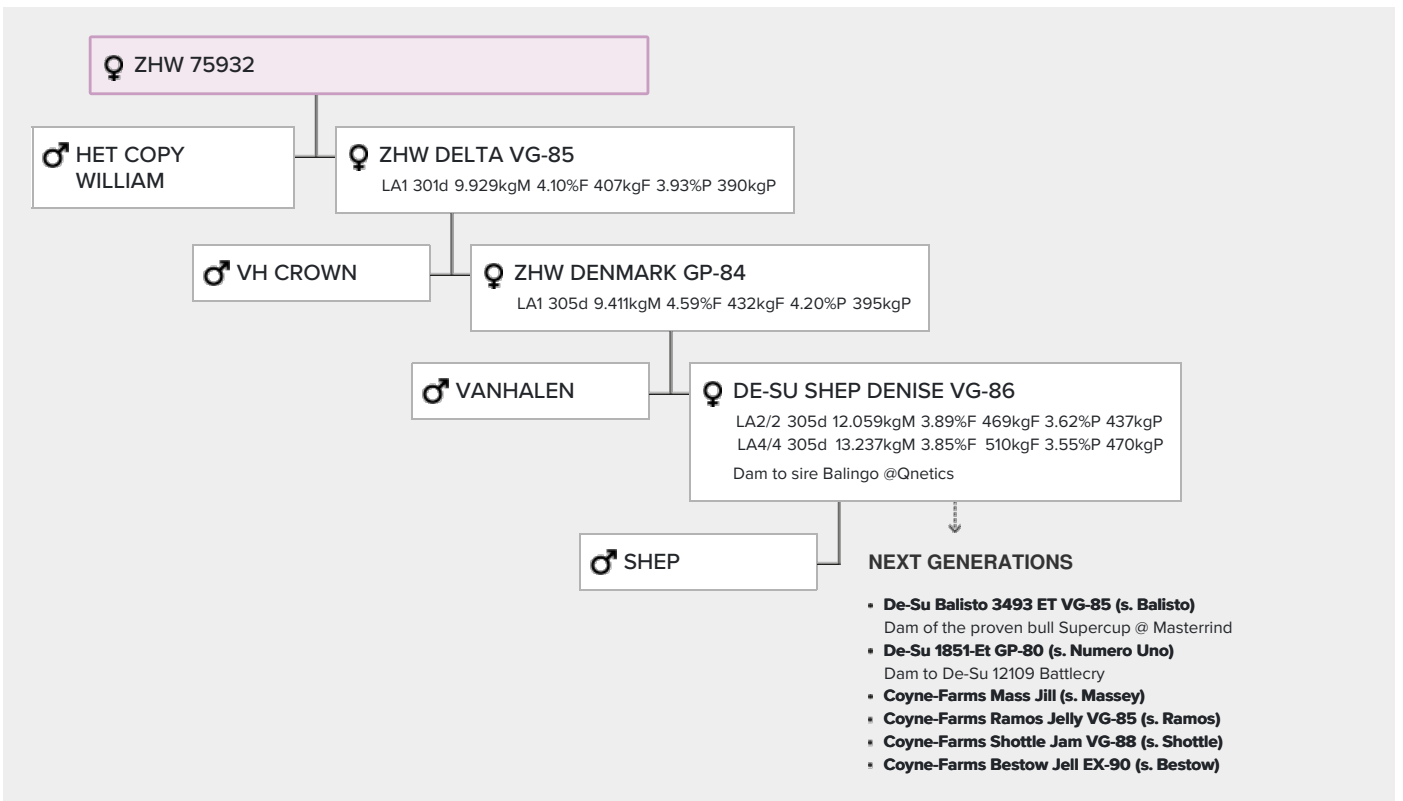 ZHW 75932
HET COPY
WILLIAM
ZHW DELTA VG-85
LA1 301d 9.929kgM 4.10%F 407kgF 3.93%P 390kgP
VH CROWN
ZHW DENMARK GP-84
LA1 305d 9.411kgM 4.59%F 432kgF 4.20%P 395kgP
VANHALEN
DE-SU SHEP DENISE VG-86
LA2/2 305d 12.059kgM 3.89%F 469kgF 3.62%P 437kgP
LA4/4 305d 13.237kgM 3.85%F 510kgF 3.55%P 470kgP
Dam to sire Balingo @Qnetics
SHEP
NEXT GENERATIONS
De-Su Balisto 3493 ET VG-85 (s. Balisto)
Dam of the proven bull Supercup @ Masterrind
De-Su 1851-Et GP-80 (s. Numero Uno)
Dam to De-Su 12109 Battlecry
Coyne-Farms Mass Jill (s. Massey)
Coyne-Farms Ramos Jelly VG-85 (s. Ramos)
Coyne-Farms Shottle Jam VG-88 (s. Shottle)
Coyne-Farms Bestow Jell EX-90 (s. Bestow)